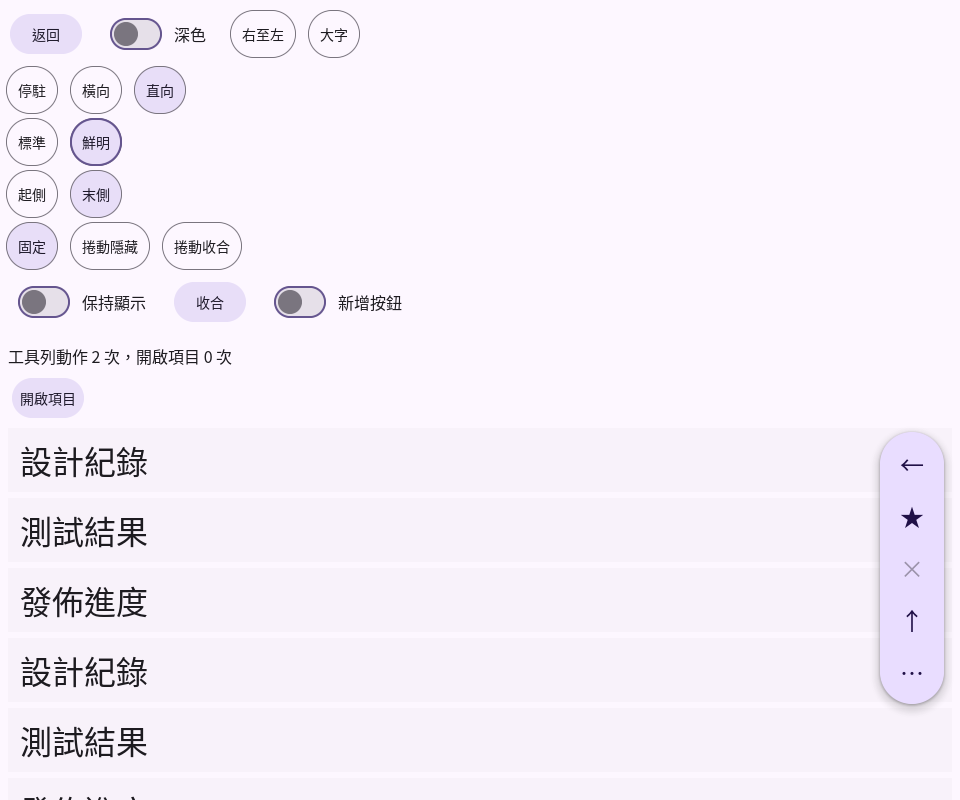 返回 深色 右至左 大字
停駐 橫向 直向
標準 鮮明
起側 末側
固定 捲動隱藏 捲動收合
保持顯示 收合 新增按鈕
工具列動作 2 次，開啟項目 0 次
開啟項目
設計紀錄
測試結果
發佈進度
設計紀錄
測試結果